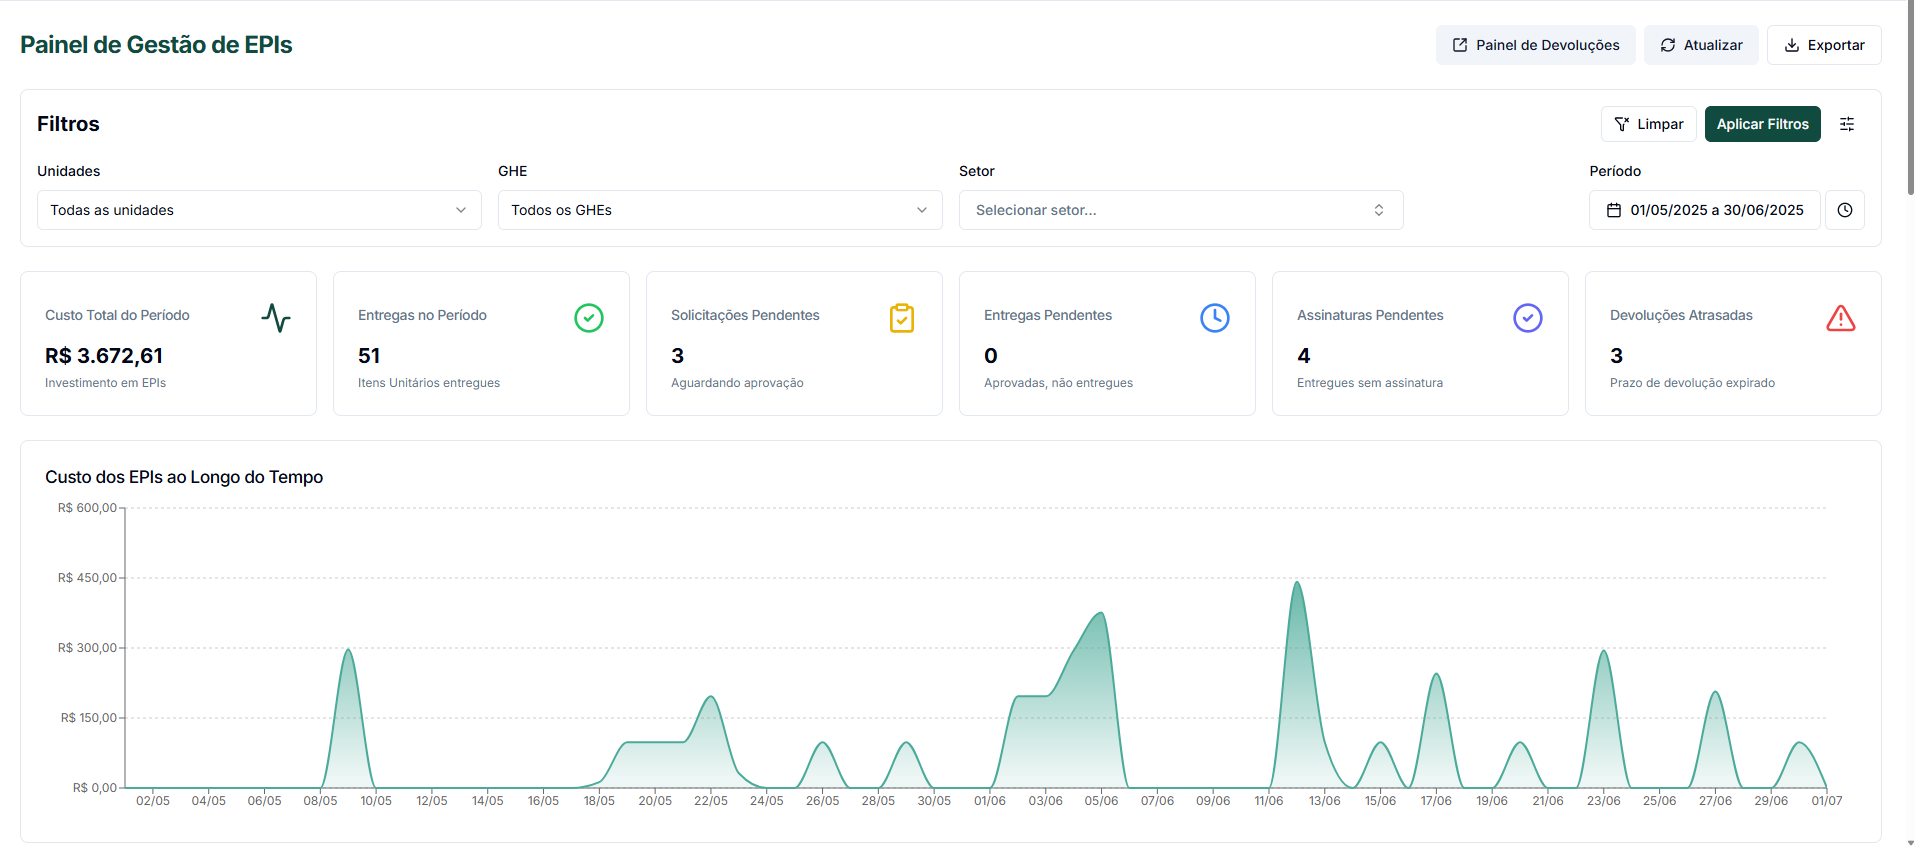 Painel de Gestão de EPIs
Painel de Devoluções
Atualizar
Exportar
Filtros
Limpar
Aplicar Filtros
Unidades
GHE
Setor
Período
Todas as unidades
Todos os GHEs
Selecionar setor...
01/05/2025 a 30/06/2025
Custo Total do Período
R$ 3.672,61
Investimento em EPIs
Entregas no Período
51
Itens Unitários entregues
Solicitações Pendentes
3
Aguardando aprovação
Entregas Pendentes
0
Aprovadas, não entregues
Assinaturas Pendentes
4
Entregues sem assinatura
Devoluções Atrasadas
3
Prazo de devolução expirado
Custo dos EPIs ao Longo do Tempo
R$ 600,00
R$ 450,00
R$ 300,00
R$ 150,00
R$ 0,00
02/05 04/05 06/05 08/05 10/05 12/05 14/05 16/05 18/05 20/05 22/05 24/05 26/05 28/05 30/05 01/06 03/06 05/06 07/06 09/06 11/06 13/06 15/06 17/06 19/06 21/06 23/06 25/06 27/06 29/06 01/07